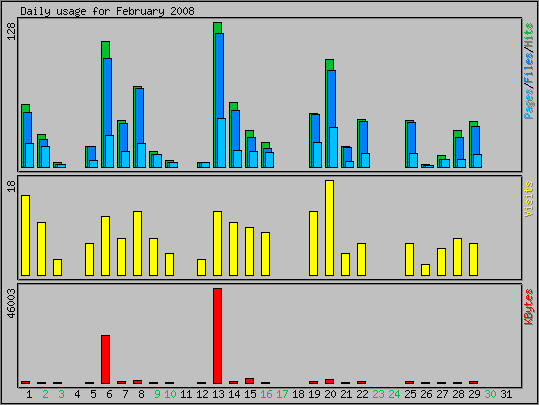 Daily usage for February 2008
128
Pages/Files/Hits
18
Visits
46003
KBytes
1 2 3 4 5 6 7 8 9 10 11 12 13 14 15 16 17 18 19 20 21 22 23 24 25 26 27 28 29 30 31